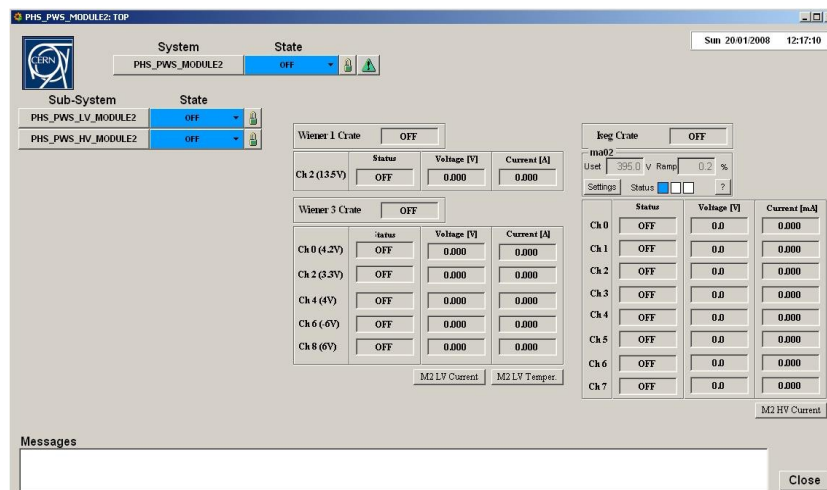 PHS_PWS_MODULE2: TOP
Sun 20/01/2008 12:17:10
CERN
System State
PHS_PWS_MODULE2 OFF
Sub-System State
PHS_PWS_LV_MODULE2 OFF
PHS_PWS_HV_MODULE2 OFF
Wiener 1 Crate OFF
Status Voltage [V] Current [A]
Ch 2 (13.5V) OFF 0.000 0.000
Wiener 3 Crate OFF
Status Voltage [V] Current [A]
Ch 0 (4.2V) OFF 0.000 0.000
Ch 2 (3.3V) OFF 0.000 0.000
Ch 4 (4V) OFF 0.000 0.000
Ch 6 (-6V) OFF 0.000 0.000
Ch 8 (6V) OFF 0.000 0.000
M2 LV Current M2 LV Temper.
Iseg Crate OFF
ma02
Uset 395.0 V Ramp 0.2 %
Settings Status ?
Status Voltage [V] Current [mA]
Ch 0 OFF 0.0 0.000
Ch 1 OFF 0.0 0.000
Ch 2 OFF 0.0 0.000
Ch 3 OFF 0.0 0.000
Ch 4 OFF 0.0 0.000
Ch 5 OFF 0.0 0.000
Ch 6 OFF 0.0 0.000
Ch 7 OFF 0.0 0.000
M2 HV Current
Messages
Close